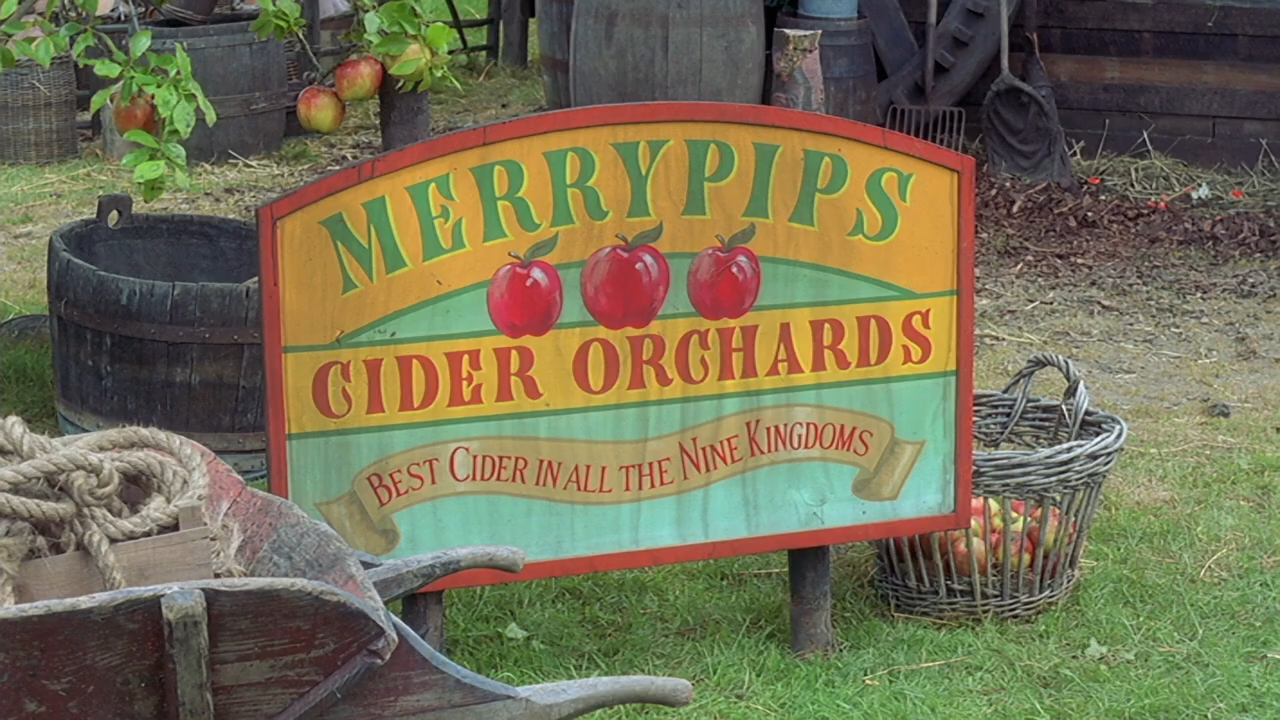 MERRYPIPS
CIDER ORCHARDS
BEST CIDER IN ALL THE NINE KINGDOMS